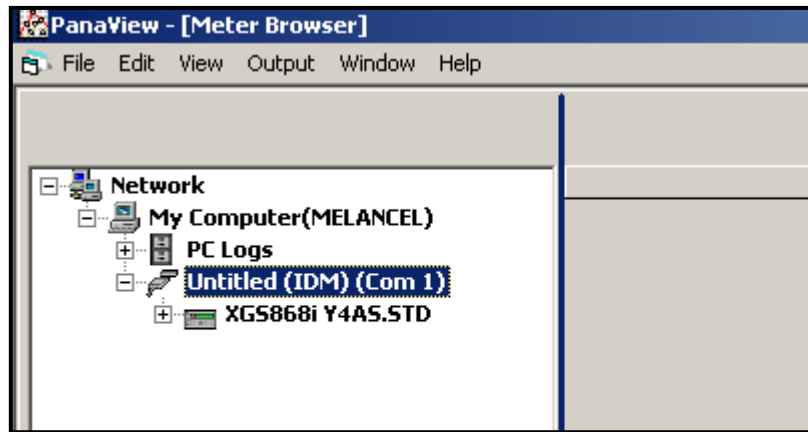 PanaView - [Meter Browser]
File Edit View Output Window Help
Network
My Computer(MELANCEL)
PC Logs
Untitled (IDM) (Com 1)
XGS868i Y4AS.STD